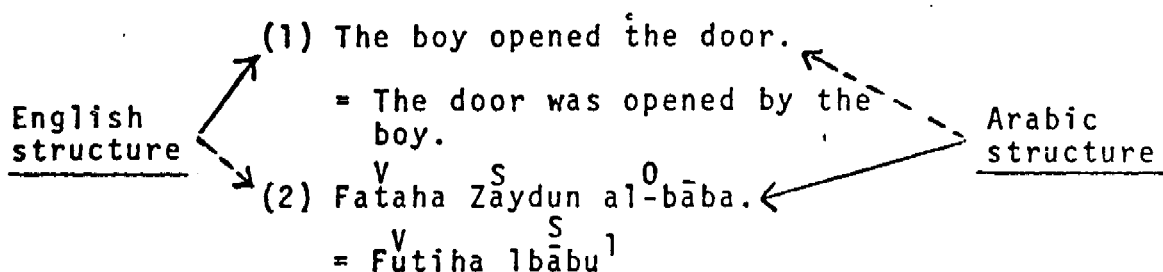 (1) The boy opened the door.
= The door was opened by the
boy.
English
structure
Arabic
structure
V S O
(2) Fataha Zaydun al-bāba.
V S
= Futiha lbābu1